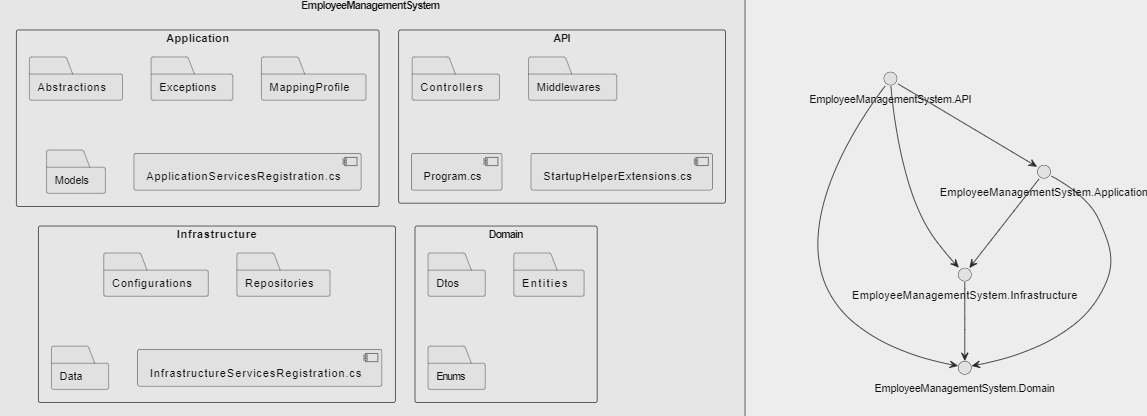 EmployeeManagementSystem
Application
Abstractions
Exceptions
MappingProfile
Models
ApplicationServicesRegistration.cs
API
Controllers
Middlewares
Program.cs
StartupHelperExtensions.cs
Infrastructure
Configurations
Repositories
Data
InfrastructureServicesRegistration.cs
Domain
Dtos
Entities
Enums
EmployeeManagementSystem.API
EmployeeManagementSystem.Application
EmployeeManagementSystem.Infrastructure
EmployeeManagementSystem.Domain